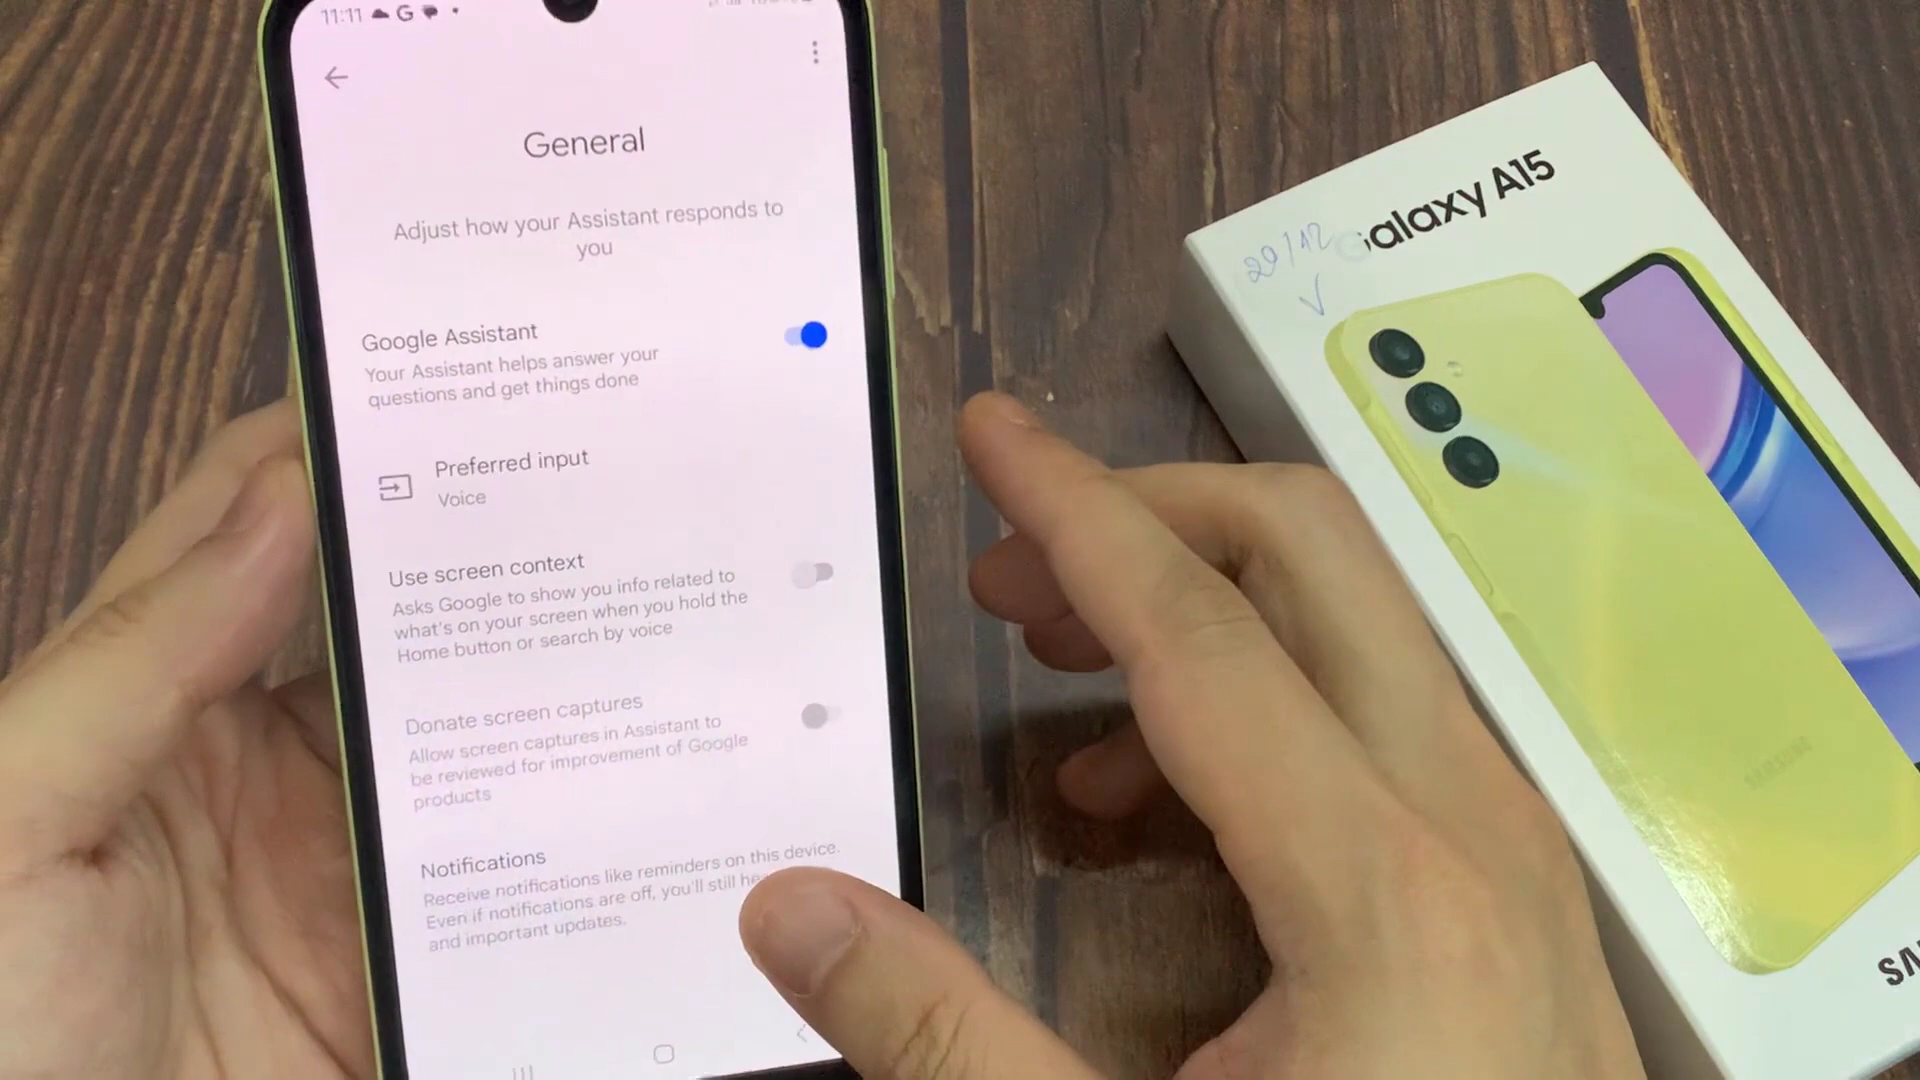 11:11
General
Adjust how your Assistant responds to
you
Google Assistant
Your Assistant helps answer your
questions and get things done
Preferred input
Voice
Use screen context
Asks Google to show you info related to
what's on your screen when you hold the
Home button or search by voice
Donate screen captures
Allow screen captures in Assistant to
be reviewed for improvement of Google
products
Notifications
Receive notifications like reminders on this device.
Even if notifications are off, you'll still
and important updates.
Galaxy A15
29/12
SAMSUNG